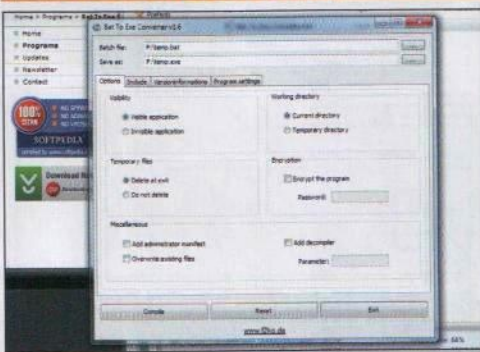 Home > Programs >
Home
Programs
Updates
Newsletter
Contact
100%
CLEAN
SOFTPEDIA
Download
Bat To Exe Converter v1.6
Batch file: F:\temp.bat
Save as: F:\temp.exe
Options Include Versioninformations Program settings
Visibility
Visible application
Invisible application
Working directory
Current directory
Temporary directory
Temporary files
Delete at exit
Do not delete
Encryption
Encrypt the program
Password:
Miscellaneous
Add administrator manifest
Overwrite existing files
Add decompiler
Parameter:
Compile Reset Exit
www.f2ko.de